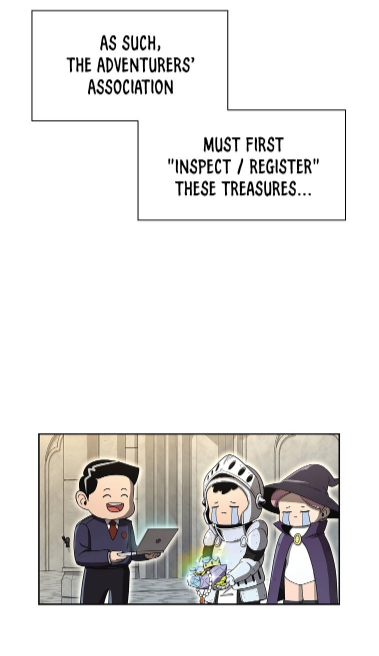 AS SUCH,
THE ADVENTURERS'
ASSOCIATION
MUST FIRST
"INSPECT / REGISTER"
THESE TREASURES...